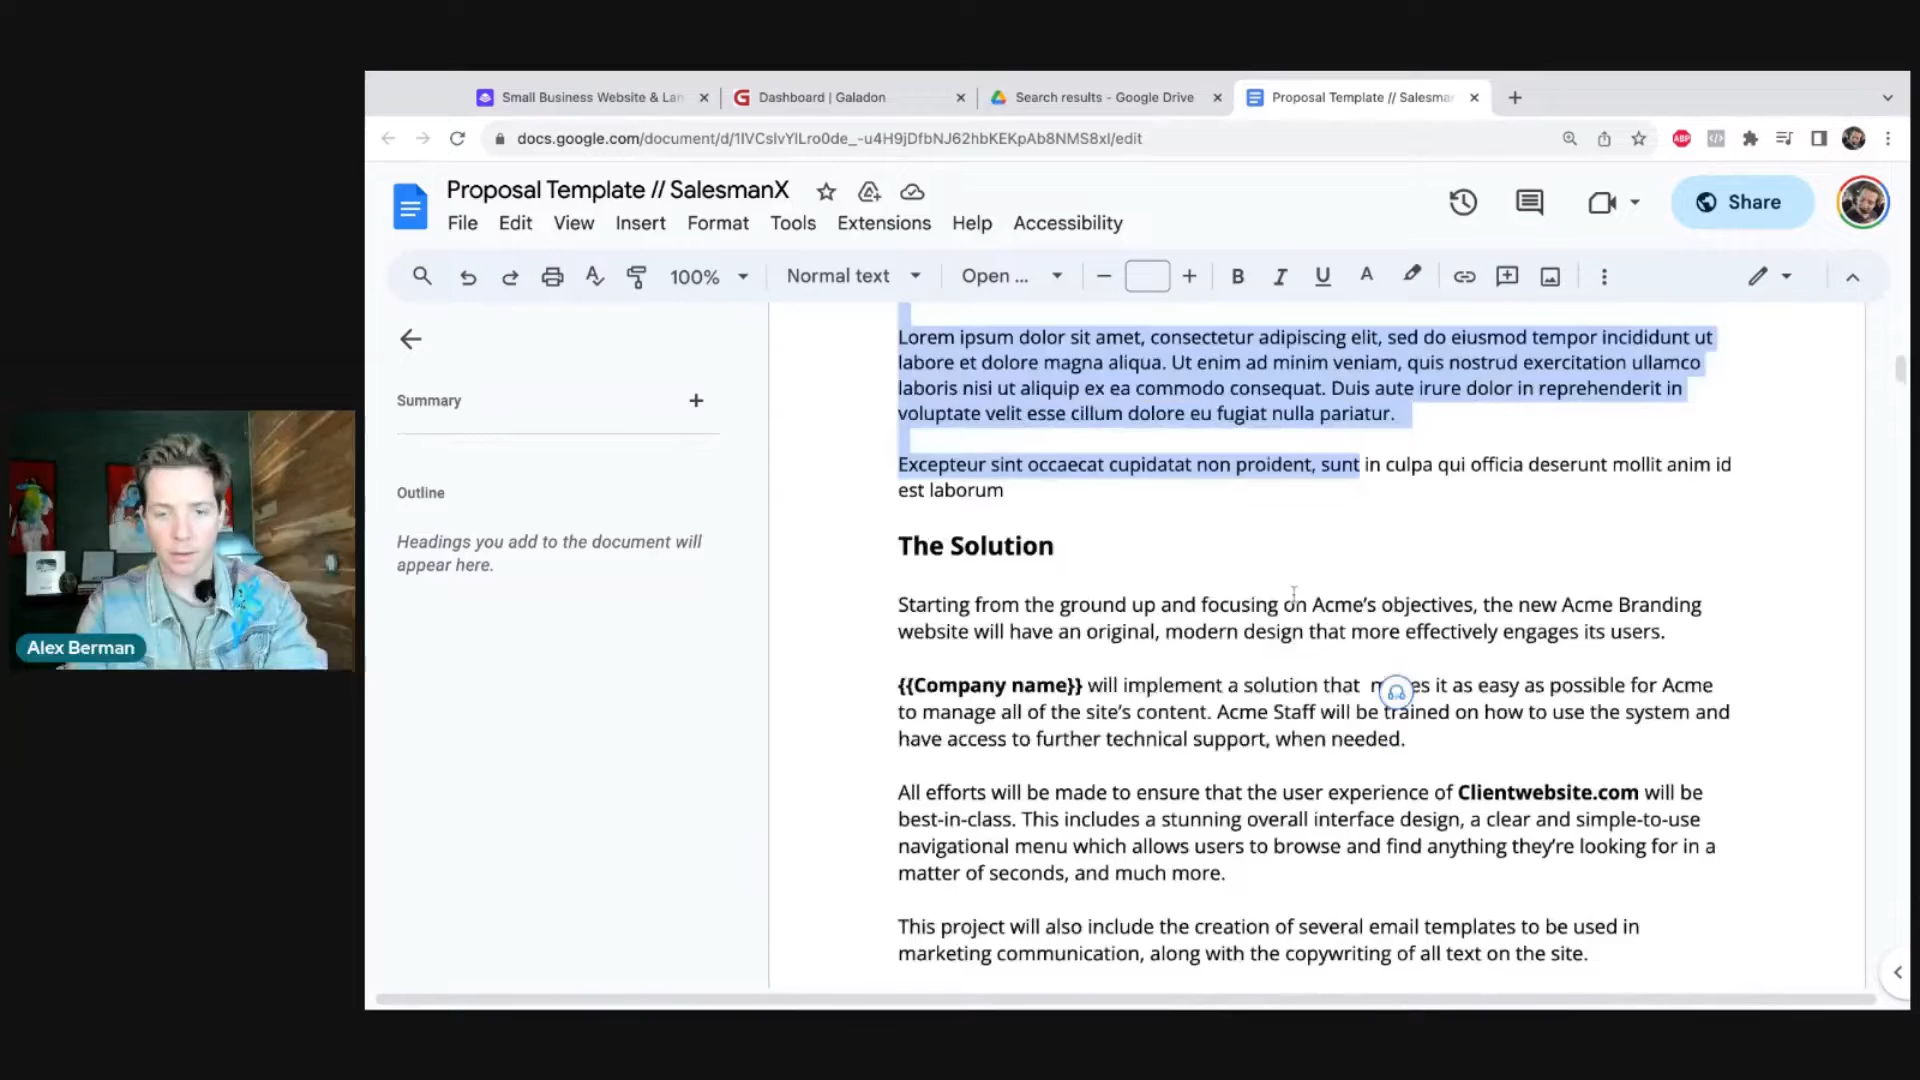 Small Business Website & Lan
Dashboard | Galadon
Search results - Google Drive
Proposal Template // Salesman
docs.google.com/document/d/1IVCslvYlLro0de_-u4H9jDfbNJ62hbKEKpAb8NMS8xI/edit
ABP
Proposal Template // SalesmanX
Share
File Edit View Insert Format Tools Extensions Help Accessibility
100% Normal text Open ... B I U A
Lorem ipsum dolor sit amet, consectetur adipiscing elit, sed do eiusmod tempor incididunt ut
labore et dolore magna aliqua. Ut enim ad minim veniam, quis nostrud exercitation ullamco
laboris nisi ut aliquip ex ea commodo consequat. Duis aute irure dolor in reprehenderit in
voluptate velit esse cillum dolore eu fugiat nulla pariatur.
Summary
Excepteur sint occaecat cupidatat non proident, sunt in culpa qui officia deserunt mollit anim id
est laborum
Outline
Headings you add to the document will
appear here.
The Solution
Starting from the ground up and focusing on Acme's objectives, the new Acme Branding
website will have an original, modern design that more effectively engages its users.
Alex Berman
{{Company name}} will implement a solution that it as easy as possible for Acme
to manage all of the site's content. Acme Staff will be trained on how to use the system and
have access to further technical support, when needed.
All efforts will be made to ensure that the user experience of Clientwebsite.com will be
best-in-class. This includes a stunning overall interface design, a clear and simple-to-use
navigational menu which allows users to browse and find anything they're looking for in a
matter of seconds, and much more.
This project will also include the creation of several email templates to be used in
marketing communication, along with the copywriting of all text on the site.